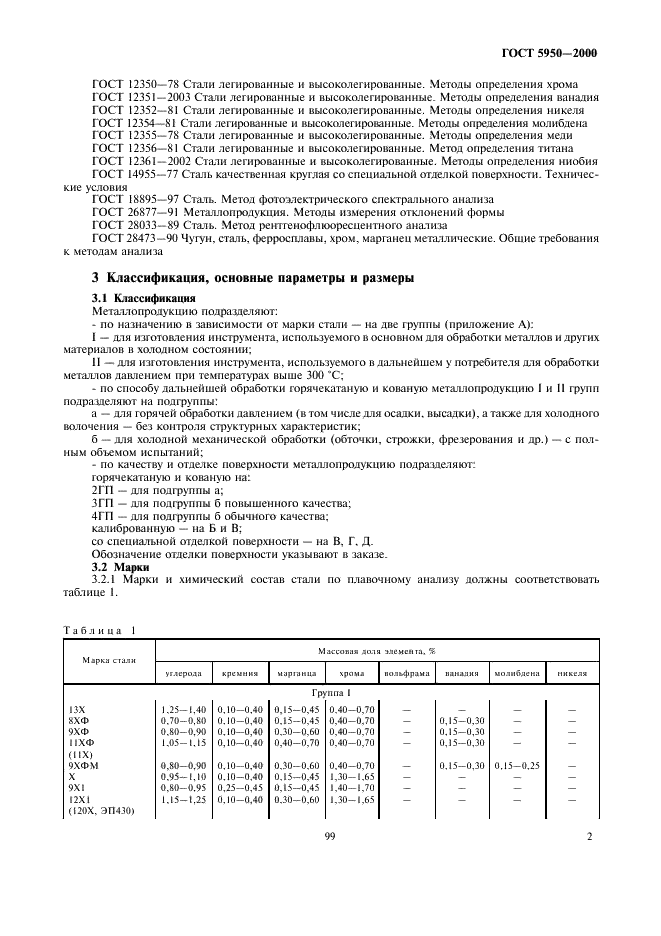 ГОСТ 5950—2000
ГОСТ 12350—78 Стали легированные и высоколегированные. Методы определения хрома
ГОСТ 12351—2003 Стали легированные и высоколегированные. Методы определения ванадия
ГОСТ 12352—81 Стали легированные и высоколегированные. Методы определения никеля
ГОСТ 12354—81 Стали легированные и высоколегированные. Методы определения молибдена
ГОСТ 12355—78 Стали легированные и высоколегированные. Методы определения меди
ГОСТ 12356—81 Стали легированные и высоколегированные. Метод определения титана
ГОСТ 12361—2002 Стали легированные и высоколегированные. Методы определения ниобия
ГОСТ 14955—77 Сталь качественная круглая со специальной отделкой поверхности. Техничес-
кие условия
ГОСТ 18895—97 Сталь. Метод фотоэлектрического спектрального анализа
ГОСТ 26877—91 Металлопродукция. Методы измерения отклонений формы
ГОСТ 28033—89 Сталь. Метод рентгенофлюоресцентного анализа
ГОСТ 28473—90 Чугун, сталь, ферросплавы, хром, марганец металлические. Общие требования
к методам анализа
3 Классификация, основные параметры и размеры
3.1 Классификация
Металлопродукцию подразделяют:
- по назначению в зависимости от марки стали — на две группы (приложение А):
I — для изготовления инструмента, используемого в основном для обработки металлов и других
материалов в холодном состоянии;
II — для изготовления инструмента, используемого в дальнейшем у потребителя для обработки
металлов давлением при температурах выше 300 °С;
- по способу дальнейшей обработки горячекатаную и кованую металлопродукцию I и II групп
подразделяют на подгруппы:
а — для горячей обработки давлением (в том числе для осадки, высадки), а также для холодного
волочения — без контроля структурных характеристик;
б — для холодной механической обработки (обточки, строжки, фрезерования и др.) — с пол-
ным объемом испытаний;
- по качеству и отделке поверхности металлопродукцию подразделяют:
горячекатаную и кованую на:
2ГП — для подгруппы а;
3ГП — для подгруппы б повышенного качества;
4ГП — для подгруппы б обычного качества;
калиброванную — на Б и В;
со специальной отделкой поверхности — на В, Г, Д.
Обозначение отделки поверхности указывают в заказе.
3.2 Марки
3.2.1 Марки и химический состав стали по плавочному анализу должны соответствовать
таблице 1.
Таблица 1
Марка стали Массовая доля элемента, %
углерода кремния марганца хрома вольфрама ванадия молибдена никеля
Группа I
13Х 1,25—1,40 0,10—0,40 0,15—0,45 0,40—0,70 — — — —
8ХФ 0,70—0,80 0,10—0,40 0,15—0,45 0,40—0,70 — 0,15—0,30 — —
9ХФ 0,80—0,90 0,10—0,40 0,30—0,60 0,40—0,70 — 0,15—0,30 — —
11ХФ 1,05—1,15 0,10—0,40 0,40—0,70 0,40—0,70 — 0,15—0,30 — —
(11Х)
9ХФМ 0,80—0,90 0,10—0,40 0,30—0,60 0,40—0,70 — 0,15—0,30 0,15—0,25 —
Х 0,95—1,10 0,10—0,40 0,15—0,45 1,30—1,65 — — — —
9Х1 0,80—0,95 0,25—0,45 0,15—0,45 1,40—1,70 — — — —
12Х1 1,15—1,25 0,10—0,40 0,30—0,60 1,30—1,65 — — — —
(120Х, ЭП430)
99 2